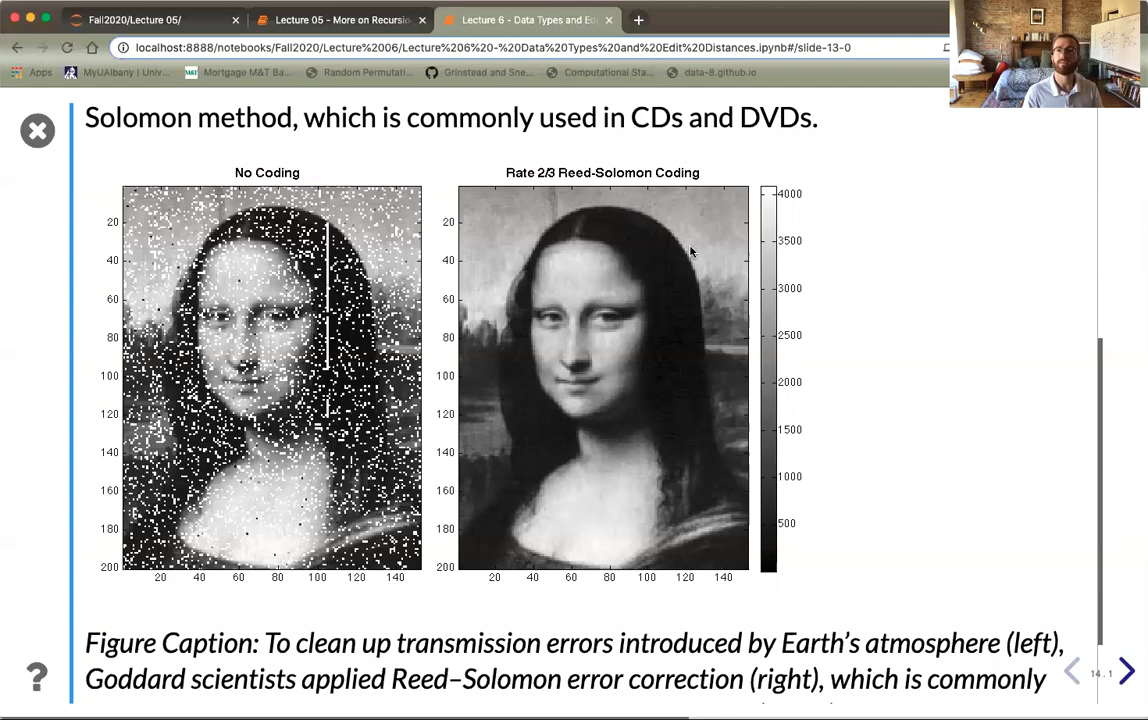 Fall2020/Lecture 05/
Lecture 05 - More on Recursio
Lecture 6 - Data Types and Ed
localhost:8888/notebooks/Fall2020/Lecture%2006/Lecture%206%20-%20Data%20Types%20and%20Edit%20Distances.ipynb#/slide-13-0
Apps
MyUAlbany | Univ...
M&T
Mortgage M&T Ba...
Random Permutati...
Grinstead and Sne...
Computational Sta...
data-8.github.io
Solomon method, which is commonly used in CDs and DVDs.
No Coding
Rate 2/3 Reed-Solomon Coding
20
40
60
80
100
120
140
160
180
200
20 40 60 80 100 120 140
20
40
60
80
100
120
140
160
180
200
20 40 60 80 100 120 140
4000
3500
3000
2500
2000
1500
1000
500
Figure Caption: To clean up transmission errors introduced by Earth's atmosphere (left),
Goddard scientists applied Reed–Solomon error correction (right), which is commonly
?
14.1